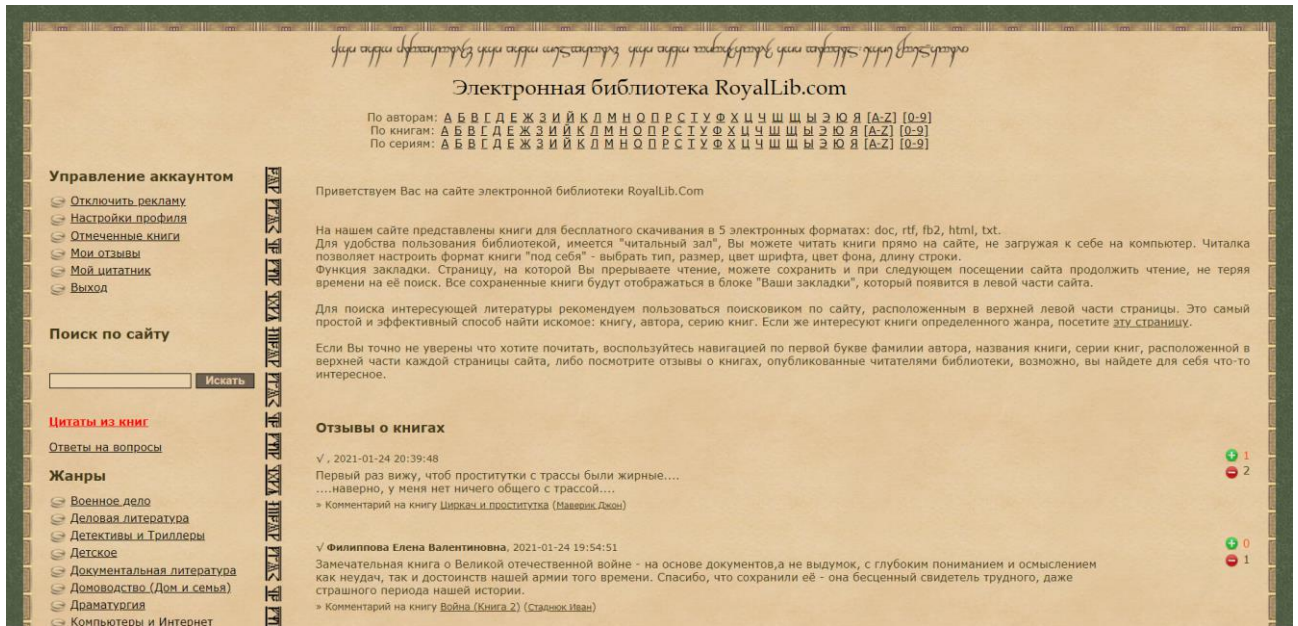 Электронная библиотека RoyalLib.com
По авторам: А Б В Г Д Е Ж З И Й К Л М Н О П Р С Т У Ф Х Ц Ч Ш Щ Ы Э Ю Я [A-Z] [0-9]
По книгам: А Б В Г Д Е Ж З И Й К Л М Н О П Р С Т У Ф Х Ц Ч Ш Щ Ы Э Ю Я [A-Z] [0-9]
По сериям: А Б В Г Д Е Ж З И Й К Л М Н О П Р С Т У Ф Х Ц Ч Ш Щ Ы Э Ю Я [A-Z] [0-9]
Управление аккаунтом
Отключить рекламу
Настройки профиля
Отмеченные книги
Мои отзывы
Мой цитатник
Выход
Поиск по сайту
Искать
Цитаты из книг
Ответы на вопросы
Жанры
Военное дело
Деловая литература
Детективы и Триллеры
Детское
Документальная литература
Домоводство (Дом и семья)
Драматургия
Компьютеры и Интернет
Приветствуем Вас на сайте электронной библиотеки RoyalLib.Com
На нашем сайте представлены книги для бесплатного скачивания в 5 электронных форматах: doc, rtf, fb2, html, txt.
Для удобства пользования библиотекой, имеется "читальный зал", Вы можете читать книги прямо на сайте, не загружая к себе на компьютер. Читалка
позволяет настроить формат книги "под себя" - выбрать тип, размер, цвет шрифта, цвет фона, длину строки.
Функция закладки. Страницу, на которой Вы прерываете чтение, можете сохранить и при следующем посещении сайта продолжить чтение, не теряя
времени на её поиск. Все сохраненные книги будут отображаться в блоке "Ваши закладки", который появится в левой части сайта.
Для поиска интересующей литературы рекомендуем пользоваться поисковиком по сайту, расположенным в верхней левой части страницы. Это самый
простой и эффективный способ найти искомое: книгу, автора, серию книг. Если же интересуют книги определенного жанра, посетите эту страницу.
Если Вы точно не уверены что хотите почитать, воспользуйтесь навигацией по первой букве фамилии автора, названия книги, серии книг, расположенной в
верхней части каждой страницы сайта, либо посмотрите отзывы о книгах, опубликованные читателями библиотеки, возможно, вы найдете для себя что-то
интересное.
Отзывы о книгах
√ , 2021-01-24 20:39:48
1
Первый раз вижу, чтоб проститутки с трассы были жирные....
2
....наверно, у меня нет ничего общего с трассой....
» Комментарий на книгу Циркач и проститутка (Маверик Джон)
√ Филиппова Елена Валентиновна, 2021-01-24 19:54:51
0
Замечательная книга о Великой отечественной войне - на основе документов,а не выдумок, с глубоким пониманием и осмыслением
1
как неудач, так и достоинств нашей армии того времени. Спасибо, что сохранили её - она бесценный свидетель трудного, даже
страшного периода нашей истории.
» Комментарий на книгу Война (Книга 2) (Стаднюк Иван)